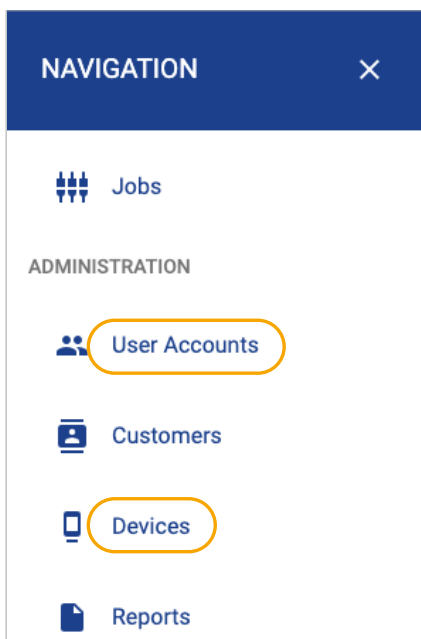 NAVIGATION
Jobs
ADMINISTRATION
User Accounts
Customers
Devices
Reports